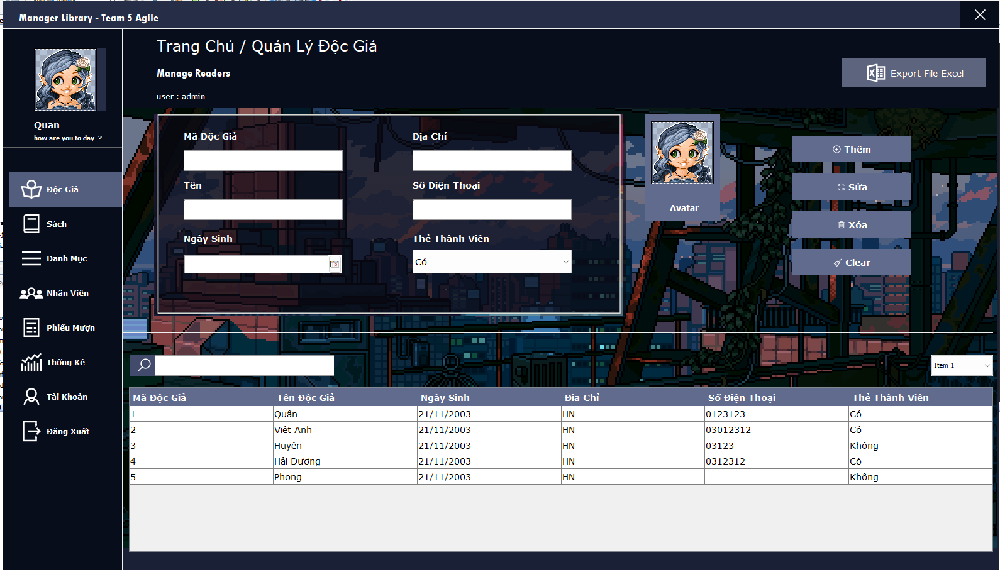 Manager Library - Team 5 Agile
Quan
how are you to day ?
Độc Giả
Sách
Danh Mục
Nhân Viên
Phiếu Mượn
Thống Kê
Tài Khoản
Đăng Xuất
Trang Chủ / Quản Lý Độc Giả
Manage Readers
user : admin
Export File Excel
Mã Độc Giả
Địa Chỉ
Tên
Số Điện Thoại
Ngày Sinh
Thẻ Thành Viên
Có
Avatar
Thêm
Sửa
Xóa
Clear
Item 1
Mã Độc Giả Tên Độc Giả Ngày Sinh Đia Chỉ Số Điện Thoại Thẻ Thành Viên
1 Quân 21/11/2003 HN 0123123 Có
2 Việt Anh 21/11/2003 HN 03012312 Có
3 Huyên 21/11/2003 HN 03123 Không
4 Hải Dương 21/11/2003 HN 0312312 Có
5 Phong 21/11/2003 HN Không